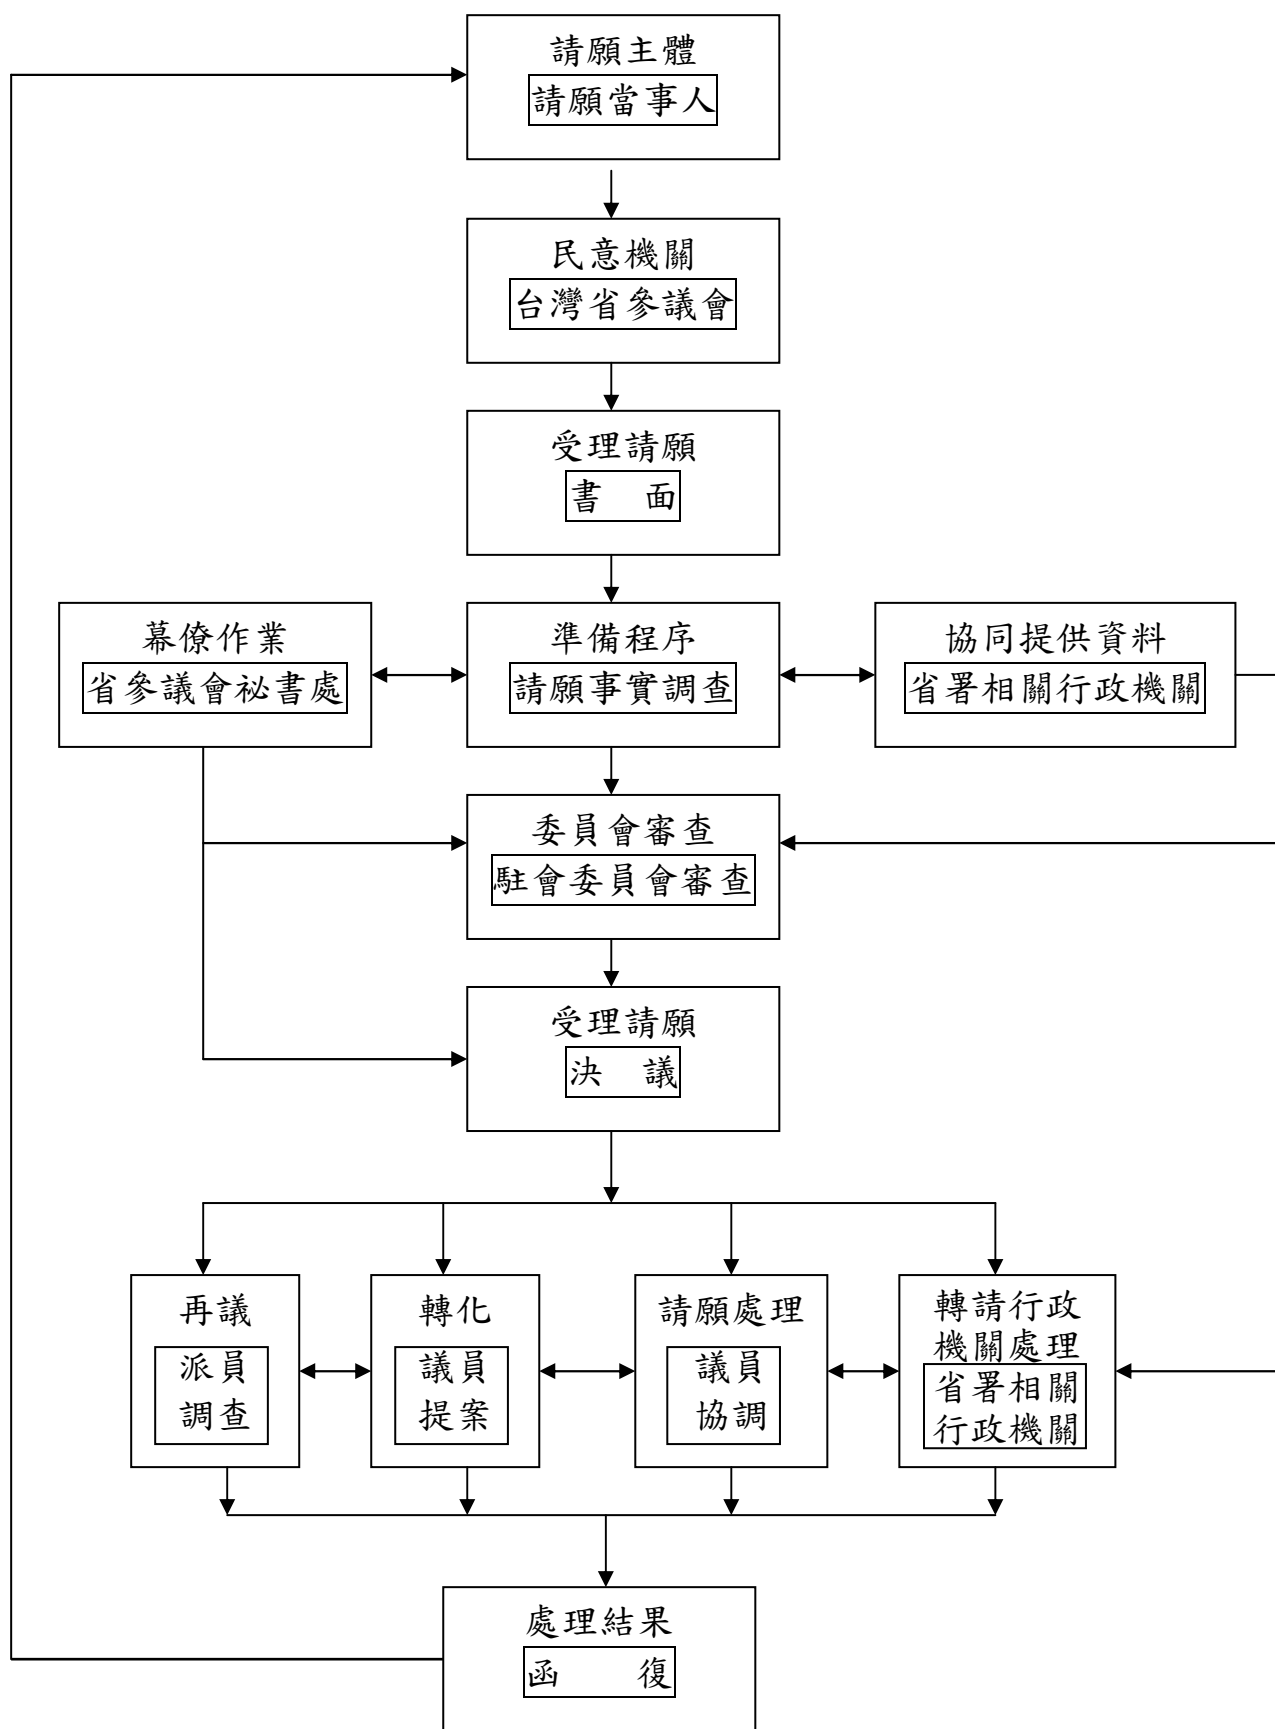 請願主體
請願當事人
民意機關
台灣省參議會
受理請願
書　面
幕僚作業
省參議會祕書處
準備程序
請願事實調查
協同提供資料
省署相關行政機關
委員會審查
駐會委員會審查
受理請願
決　議
再議
派員
調查
轉化
議員
提案
請願處理
議員
協調
轉請行政
機關處理
省署相關
行政機關
處理結果
函　　復